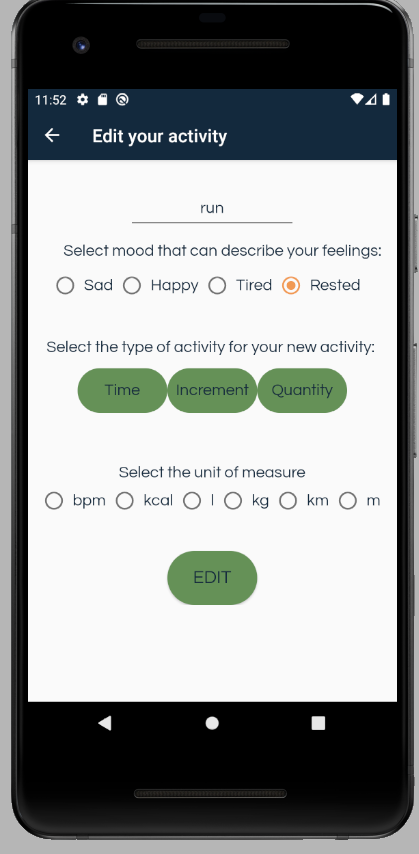 11:52
Edit your activity
run
Select mood that can describe your feelings:
Sad Happy Tired Rested
Select the type of activity for your new activity:
Time Increment Quantity
Select the unit of measure
bpm kcal l kg km m
EDIT